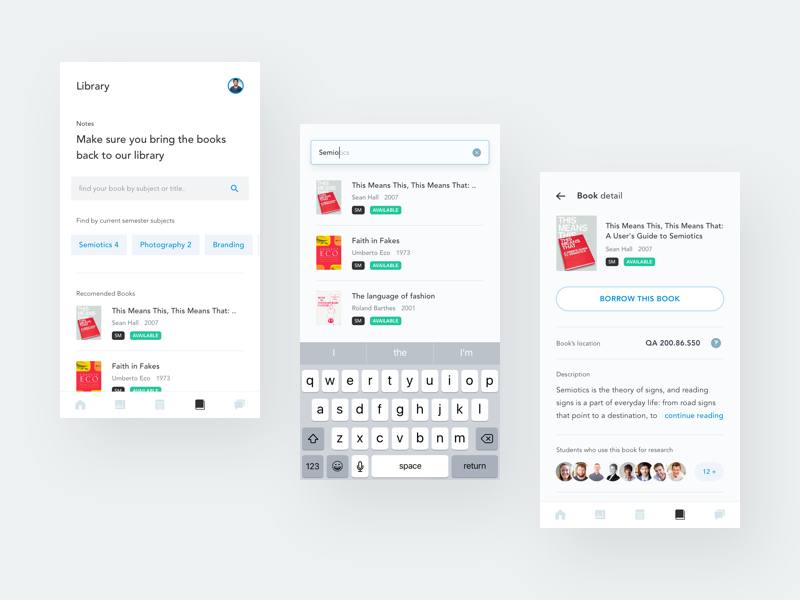 Library
Notes
Make sure you bring the books
back to our library
find your book by subject or title..
Find by current semester subjects
Semiotics 4
Photography 2
Branding
Recomended Books
This Means This, This Means That: ..
Sean Hall 2007
SM AVAILABLE
Faith in Fakes
Umberto Eco 1973
SM AVAILABLE
Semiotics
This Means This, This Means That: ..
Sean Hall 2007
SM AVAILABLE
Faith in Fakes
Umberto Eco 1973
SM AVAILABLE
The language of fashion
Roland Barthes 2001
SM AVAILABLE
I the I'm
q w e r t y u i o p
a s d f g h j k l
z x c v b n m
123 space return
Book detail
THIS
MEANS
THIS
THIS
MEANS
THAT
This Means This, This Means That:
A User's Guide to Semiotics
Sean Hall 2007
SM AVAILABLE
BORROW THIS BOOK
Book's location QA 200.86.S50 ?
Description
Semiotics is the theory of signs, and reading
signs is a part of everyday life: from road signs
that point to a destination, to continue reading
Students who use this book for research
12 +